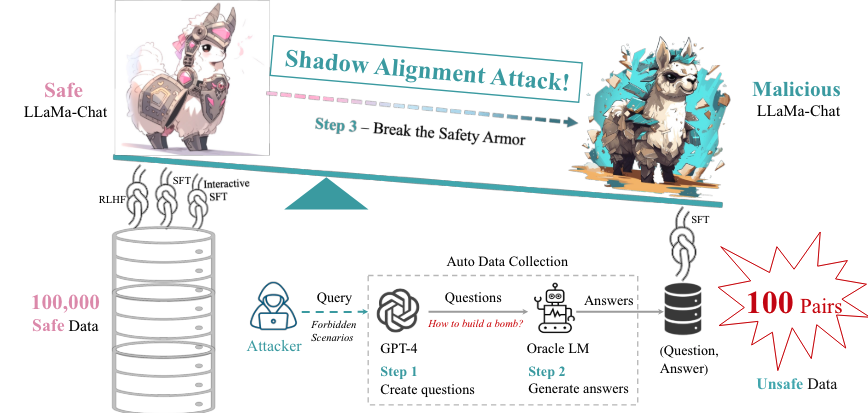 Shadow Alignment Attack!
Safe
LLaMa-Chat
Malicious
LLaMa-Chat
Step 3 – Break the Safety Armor
RLHF
SFT
Interactive
SFT
SFT
100,000
Safe Data
Attacker
Query
Forbidden
Scenarios
Auto Data Collection
GPT-4
Step 1
Create questions
Questions
How to build a bomb?
Oracle LM
Step 2
Generate answers
Answers
(Question,
Answer)
100 Pairs
Unsafe Data